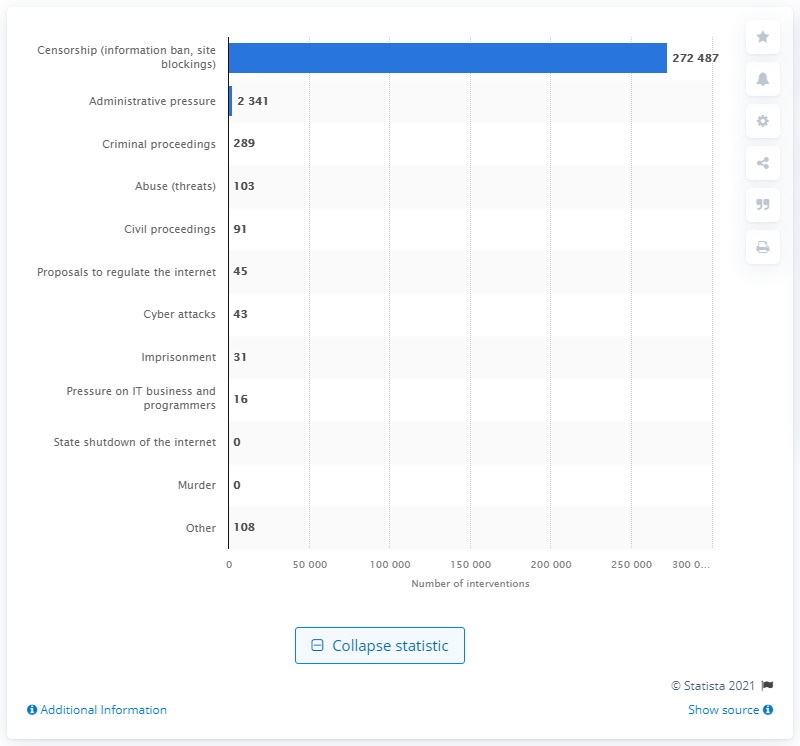 Censorship (information ban, site
blockings)
272 487
Administrative pressure
2 341
Criminal proceedings
289
Abuse (threats)
103
Civil proceedings
91
Proposals to regulate the internet
45
Cyber attacks
43
Imprisonment
31
Pressure on IT business and
programmers
16
State shutdown of the internet
0
Murder
0
Other
108
0 50 000 100 000 150 000 200 000 250 000 300 0...
Number of interventions
Collapse statistic
© Statista 2021
Additional Information
Show source